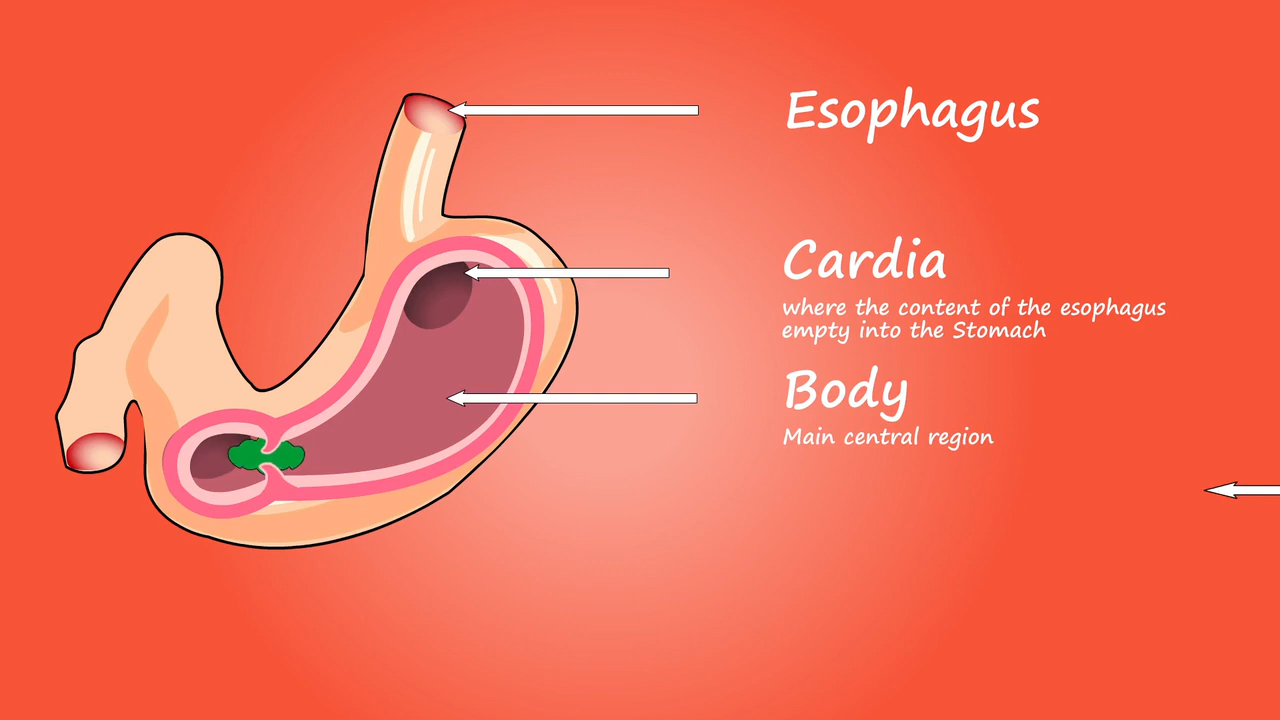 Esophagus
Cardia
where the content of the esophagus
empty into the Stomach
Body
Main central region